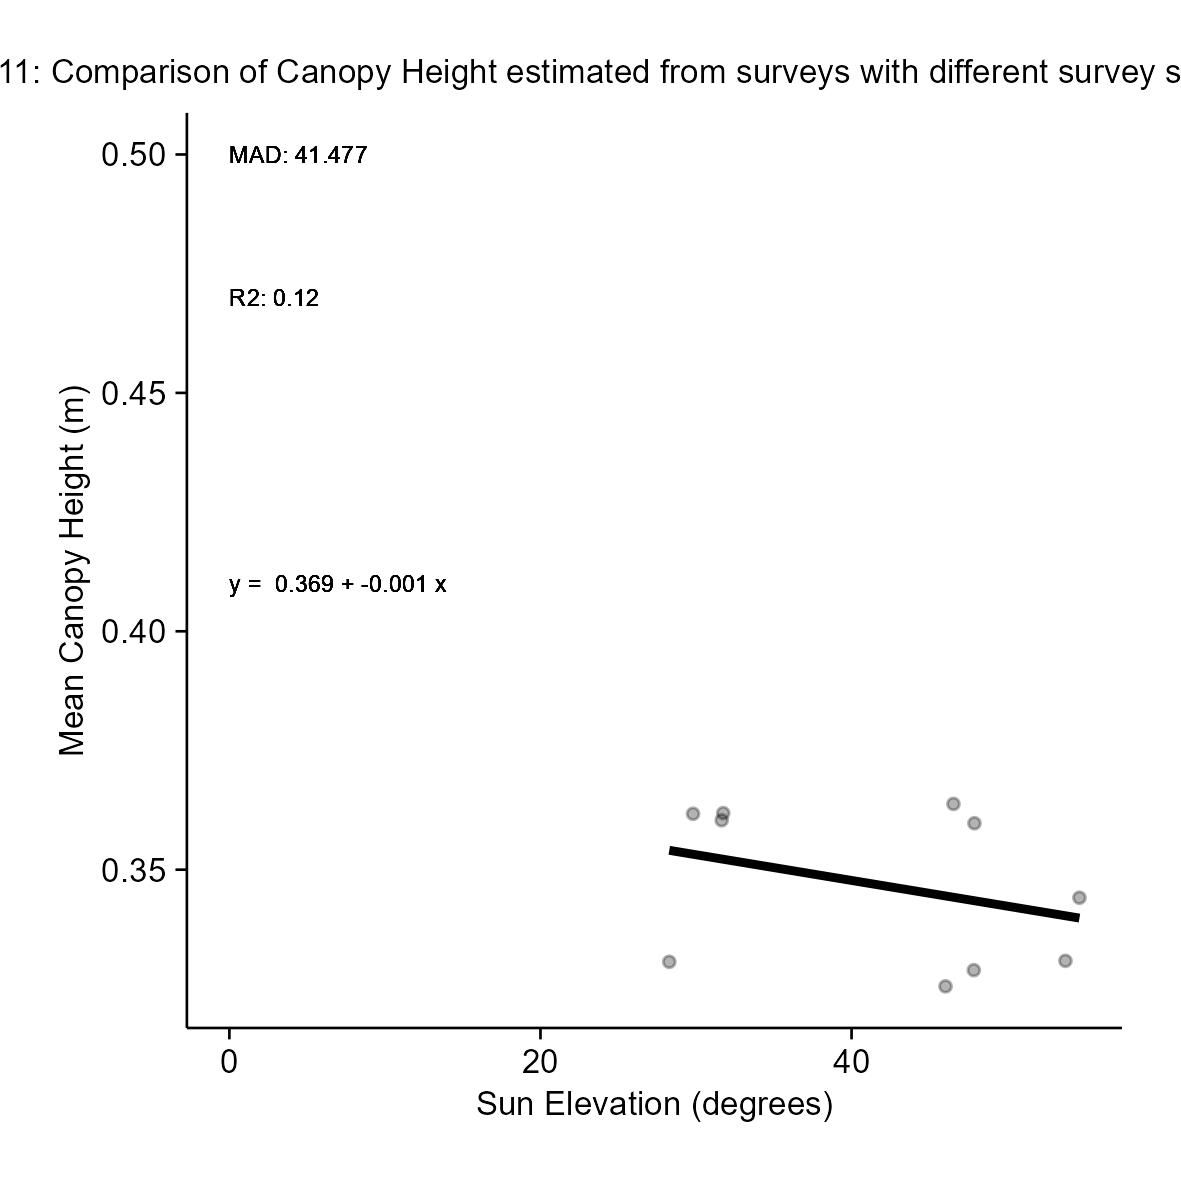 11: Comparison of Canopy Height estimated from surveys with different survey s
0.50
MAD: 41.477
R2: 0.12
0.45
y =  0.369 + -0.001 x
0.40
0.35
Mean Canopy Height (m)
0 20 40
Sun Elevation (degrees)